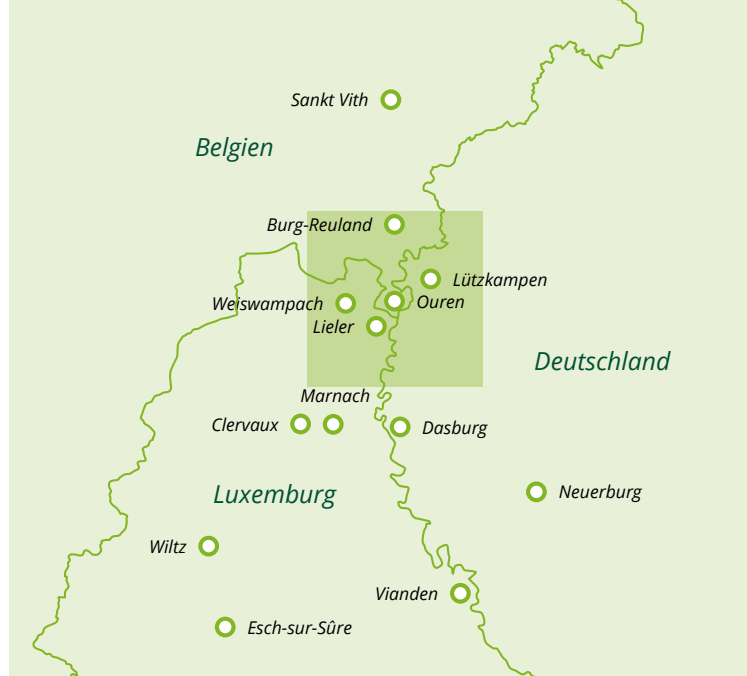 Sankt Vith
Belgien
Burg-Reuland
Lützkampen
Weiswampach
Ouren
Lieler
Deutschland
Marnach
Clervaux
Dasburg
Luxemburg
Neuerburg
Wiltz
Vianden
Esch-sur-Sûre